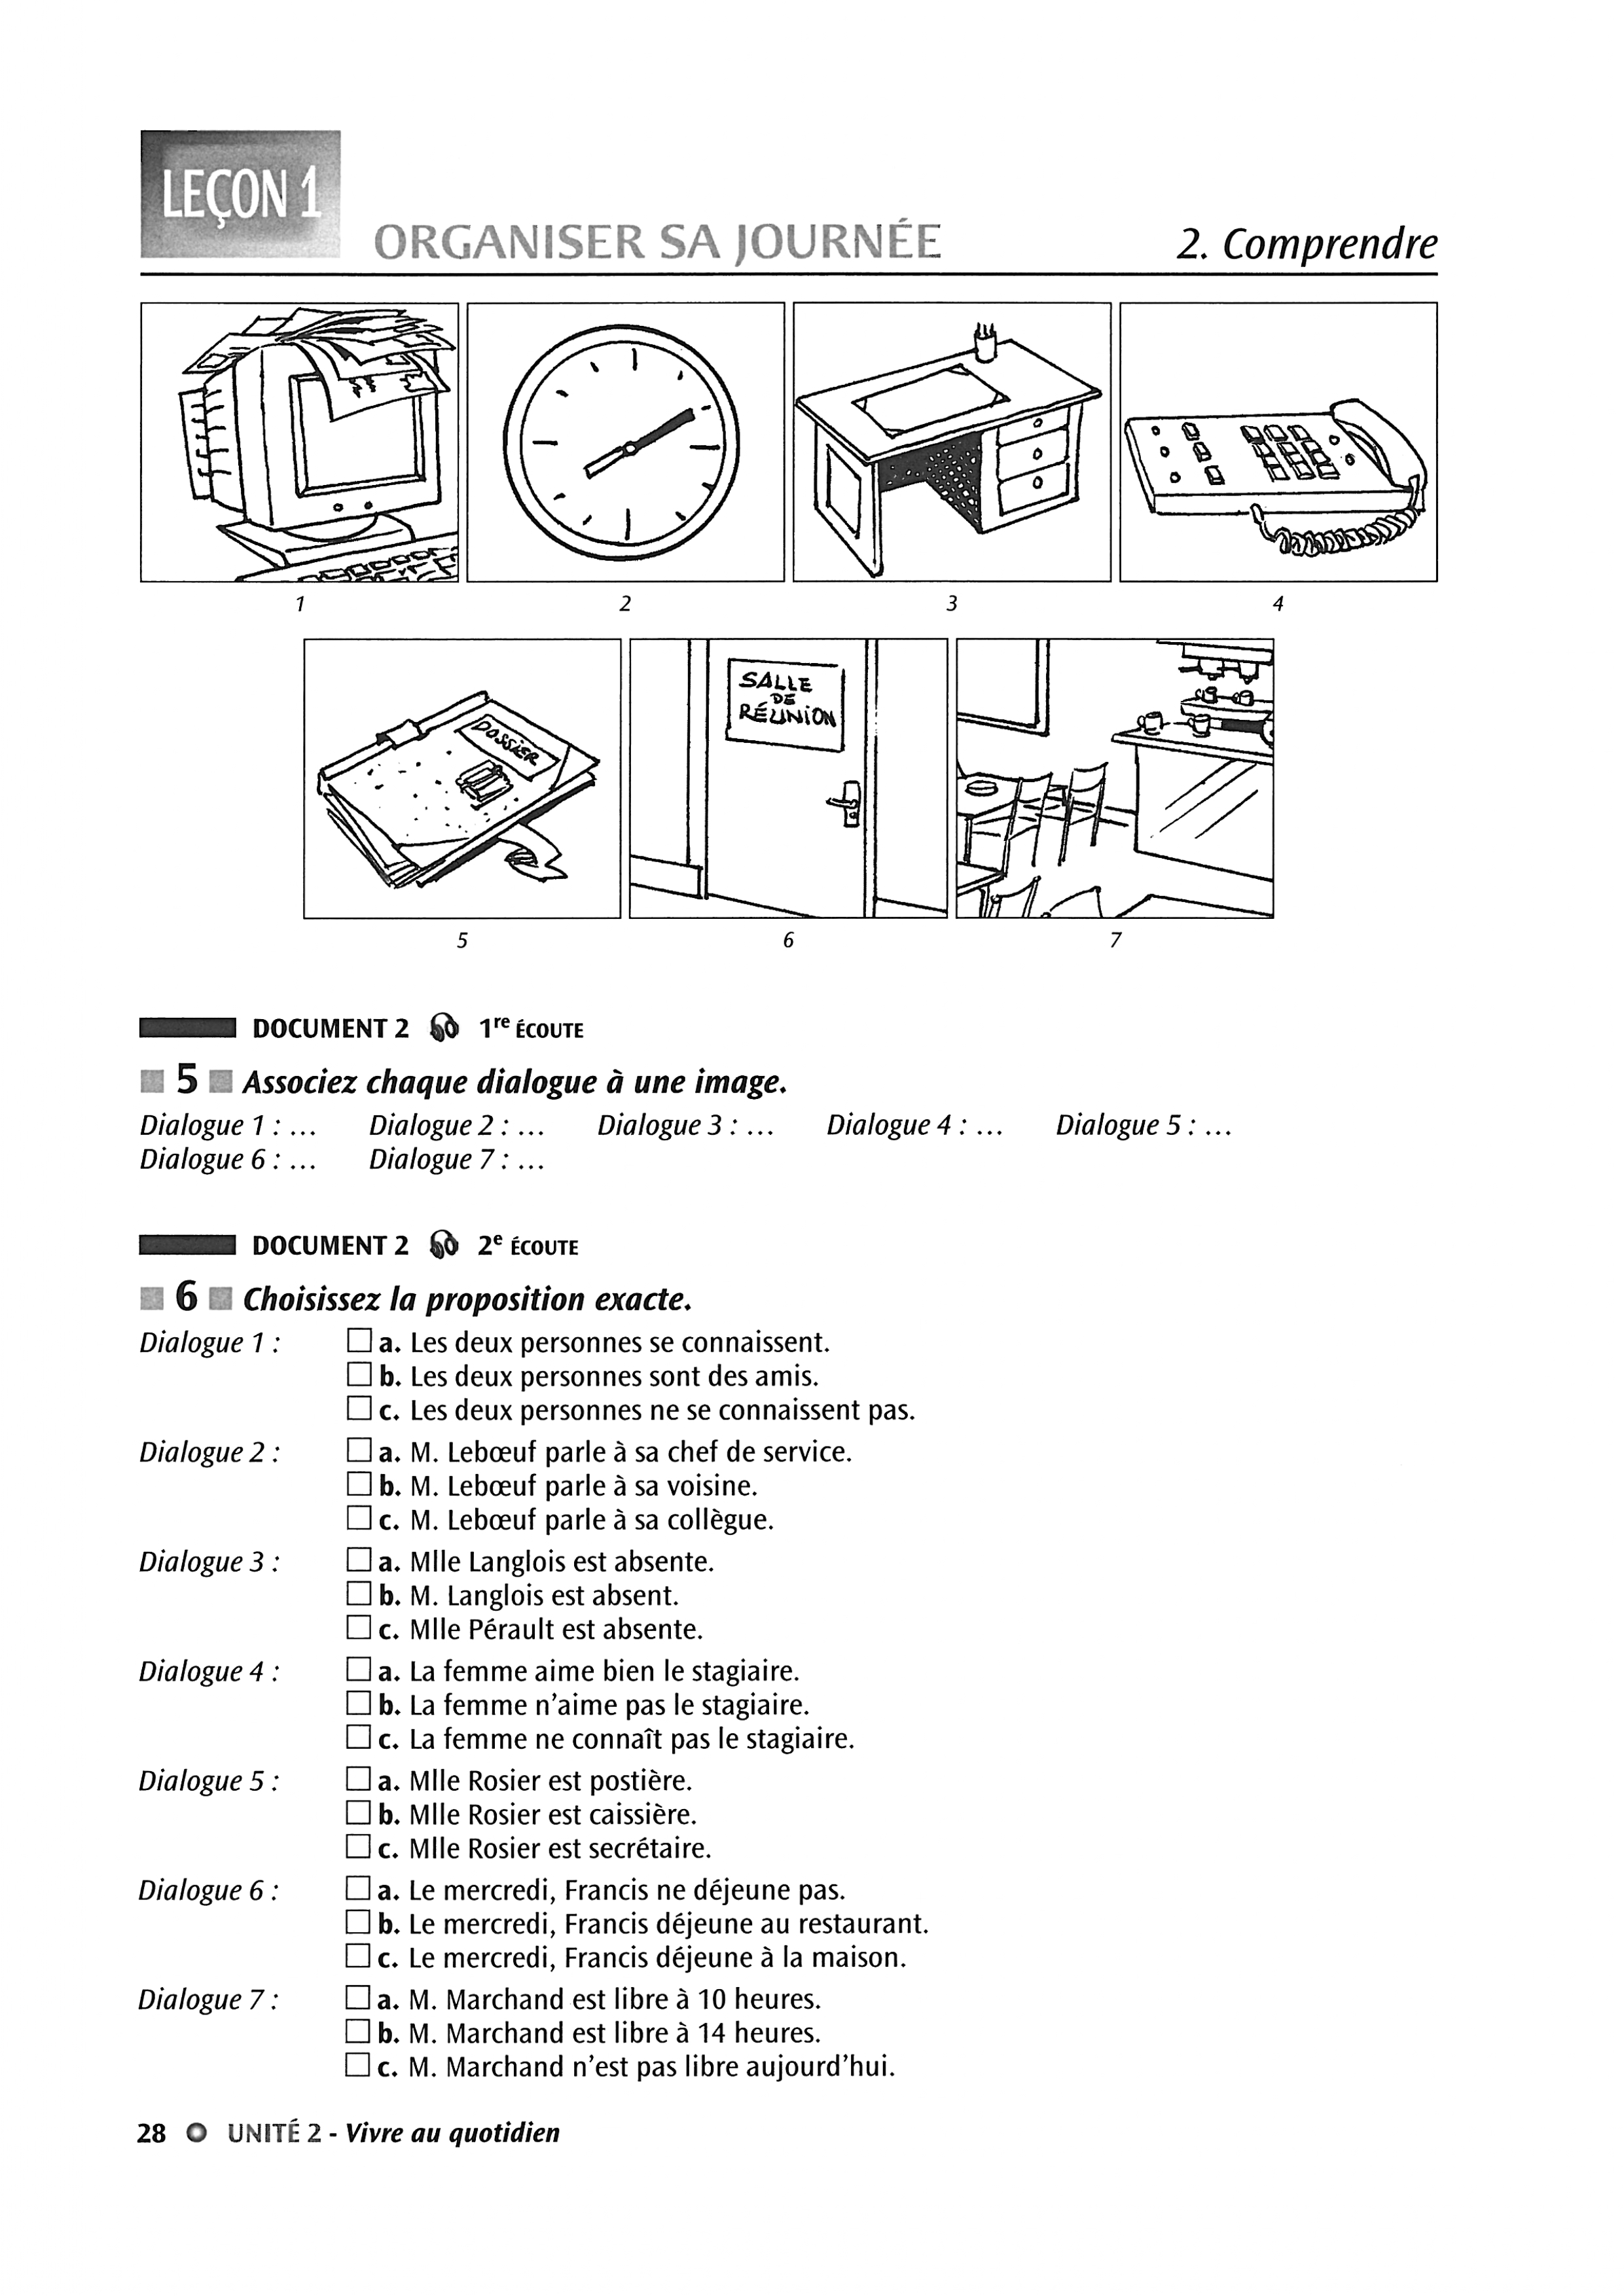 LEÇON 1
ORGANISER SA JOURNÉE
2. Comprendre
1
2
3
4
DOSSIER
SALLE
DE
RÉUNION
5
6
7
DOCUMENT 2 1re ÉCOUTE
5 Associez chaque dialogue à une image.
Dialogue 1 : ... Dialogue 2 : ... Dialogue 3 : ... Dialogue 4 : ... Dialogue 5 : ...
Dialogue 6 : ... Dialogue 7 : ...
DOCUMENT 2 2e ÉCOUTE
6 Choisissez la proposition exacte.
Dialogue 1 : a. Les deux personnes se connaissent.
b. Les deux personnes sont des amis.
c. Les deux personnes ne se connaissent pas.
Dialogue 2 : a. M. Lebœuf parle à sa chef de service.
b. M. Lebœuf parle à sa voisine.
c. M. Lebœuf parle à sa collègue.
Dialogue 3 : a. Mlle Langlois est absente.
b. M. Langlois est absent.
c. Mlle Pérault est absente.
Dialogue 4 : a. La femme aime bien le stagiaire.
b. La femme n'aime pas le stagiaire.
c. La femme ne connaît pas le stagiaire.
Dialogue 5 : a. Mlle Rosier est postière.
b. Mlle Rosier est caissière.
c. Mlle Rosier est secrétaire.
Dialogue 6 : a. Le mercredi, Francis ne déjeune pas.
b. Le mercredi, Francis déjeune au restaurant.
c. Le mercredi, Francis déjeune à la maison.
Dialogue 7 : a. M. Marchand est libre à 10 heures.
b. M. Marchand est libre à 14 heures.
c. M. Marchand n'est pas libre aujourd'hui.
28 UNITÉ 2 - Vivre au quotidien